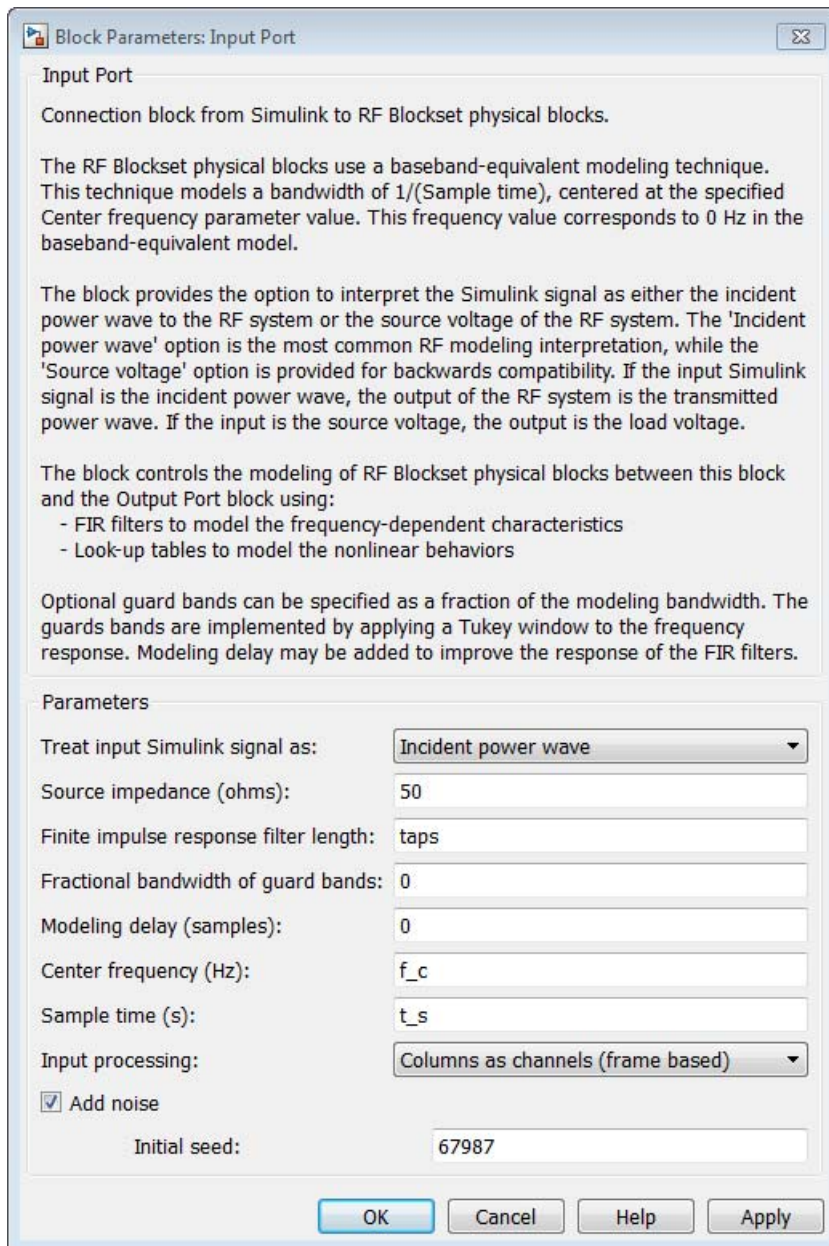 Block Parameters: Input Port
Input Port
Connection block from Simulink to RF Blockset physical blocks.
The RF Blockset physical blocks use a baseband-equivalent modeling technique.
This technique models a bandwidth of 1/(Sample time), centered at the specified
Center frequency parameter value. This frequency value corresponds to 0 Hz in the
baseband-equivalent model.
The block provides the option to interpret the Simulink signal as either the incident
power wave to the RF system or the source voltage of the RF system. The 'Incident
power wave' option is the most common RF modeling interpretation, while the
'Source voltage' option is provided for backwards compatibility. If the input Simulink
signal is the incident power wave, the output of the RF system is the transmitted
power wave. If the input is the source voltage, the output is the load voltage.
The block controls the modeling of RF Blockset physical blocks between this block
and the Output Port block using:
- FIR filters to model the frequency-dependent characteristics
- Look-up tables to model the nonlinear behaviors
Optional guard bands can be specified as a fraction of the modeling bandwidth. The
guards bands are implemented by applying a Tukey window to the frequency
response. Modeling delay may be added to improve the response of the FIR filters.
Parameters
Treat input Simulink signal as: Incident power wave
Source impedance (ohms): 50
Finite impulse response filter length: taps
Fractional bandwidth of guard bands: 0
Modeling delay (samples): 0
Center frequency (Hz): f_c
Sample time (s): t_s
Input processing: Columns as channels (frame based)
Add noise
Initial seed: 67987
OK Cancel Help Apply